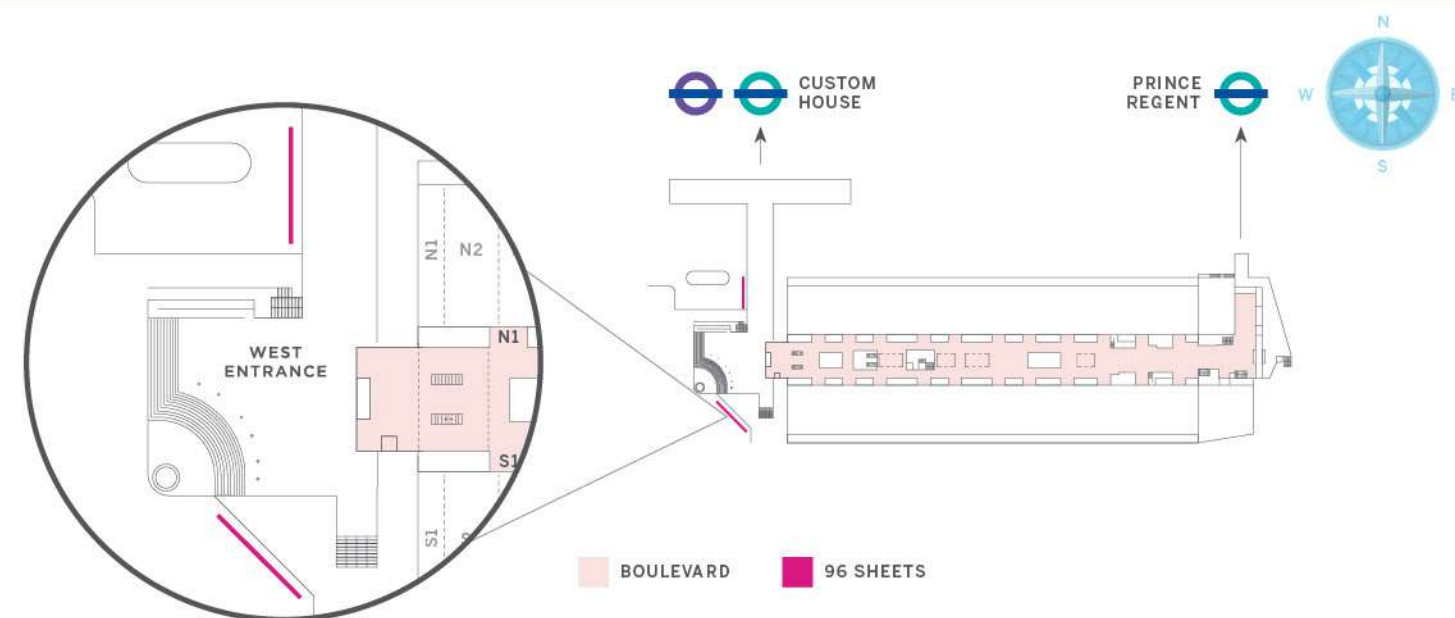 N
W
E
S
CUSTOM
HOUSE
PRINCE
REGENT
N1
N2
N1
WEST
ENTRANCE
S1
S1
BOULEVARD
96 SHEETS